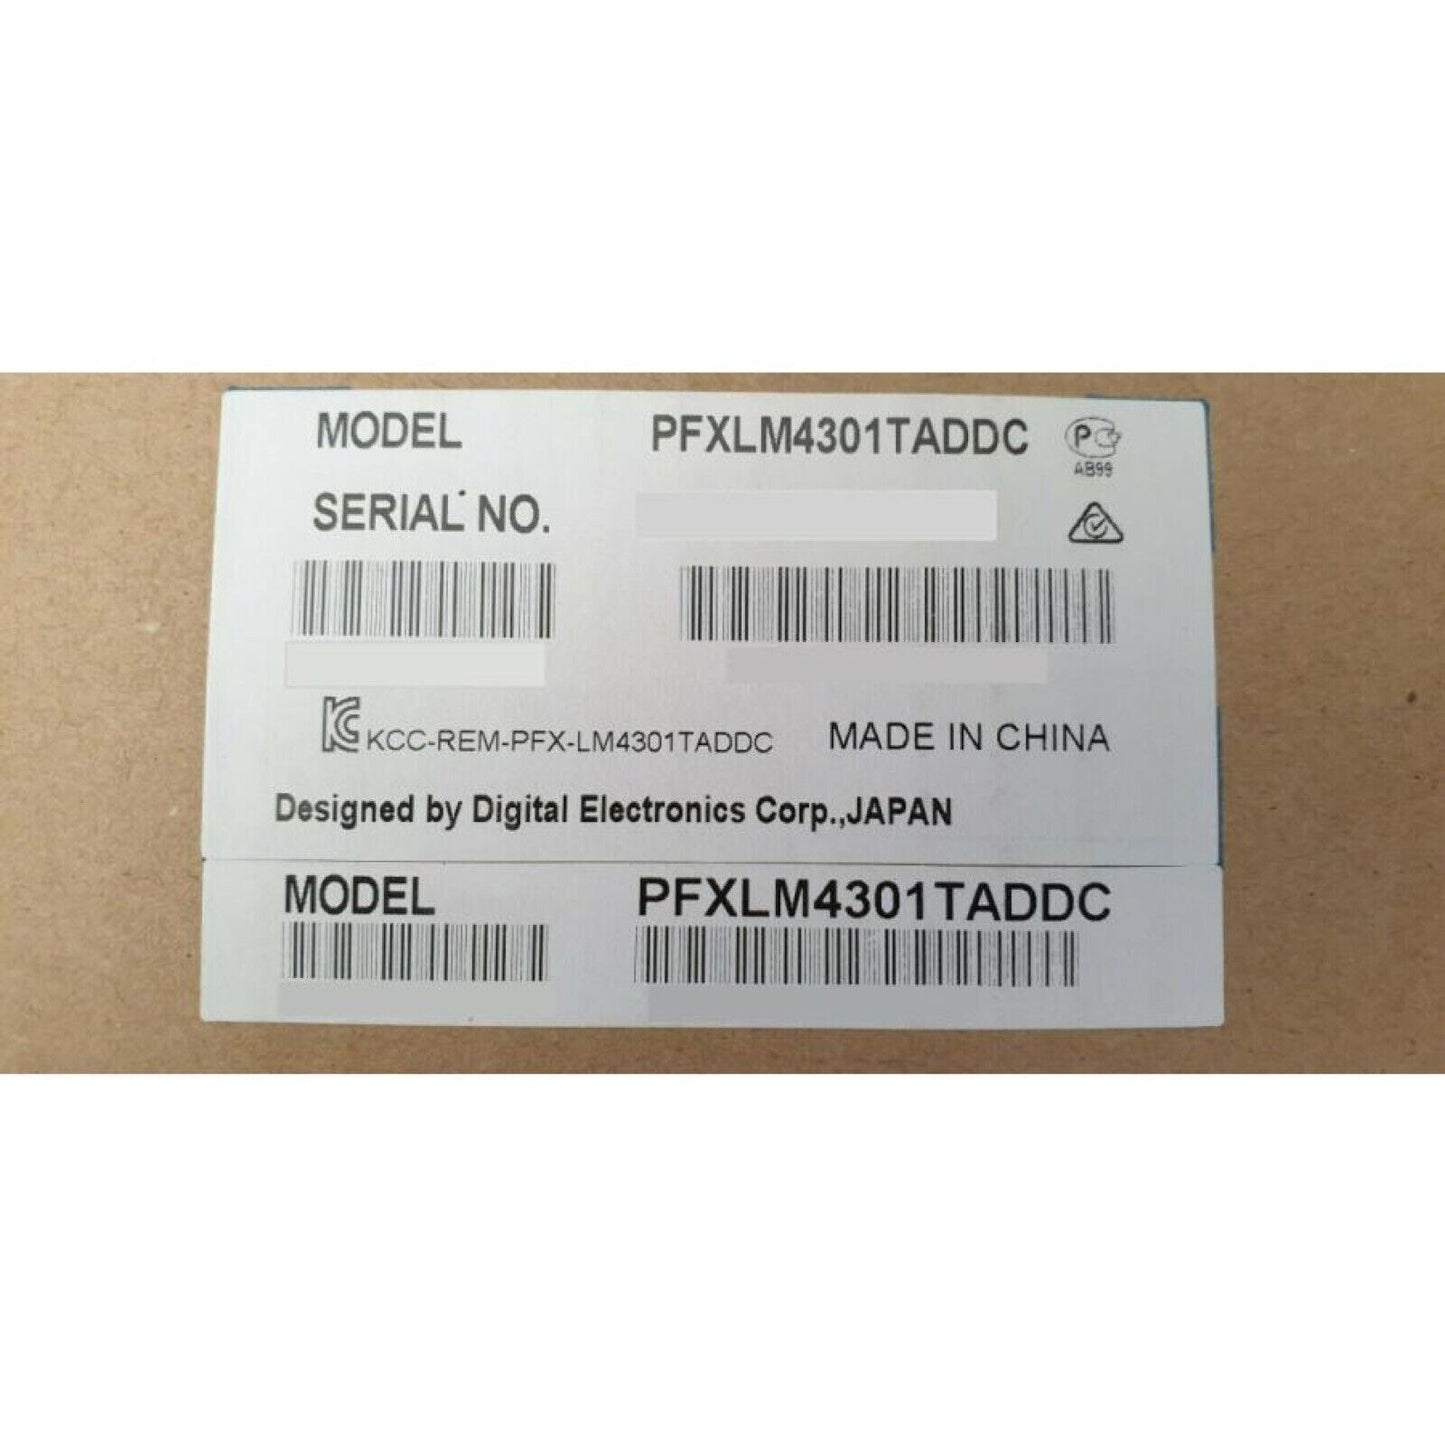 MODEL PFXLM4301TADDC
AB99
SERIAL NO.
KCC-REM-PFX-LM4301TADDC MADE IN CHINA
Designed by Digital Electronics Corp.,JAPAN
MODEL PFXLM4301TADDC